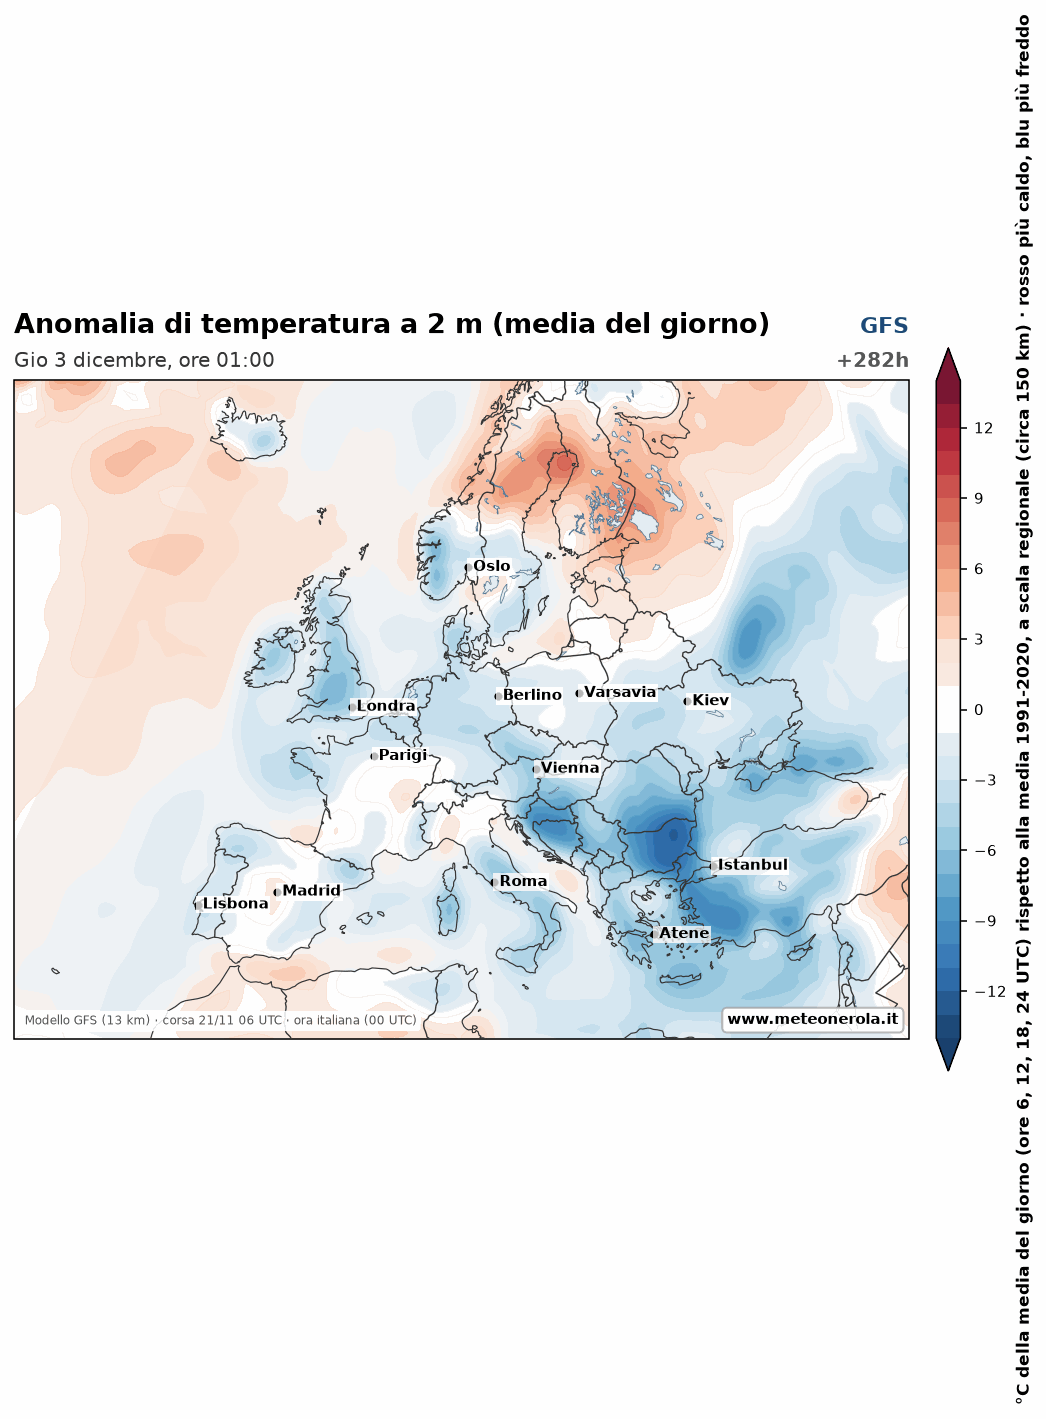 Anomalia di temperatura a 2 m (media del giorno)
GFS
Gio 3 dicembre, ore 01:00
+282h
Oslo
Berlino
Varsavia
Kiev
Londra
Parigi
Vienna
Istanbul
Madrid
Roma
Lisbona
Atene
Modello GFS (13 km) · corsa 21/11 06 UTC · ora italiana (00 UTC)
www.meteonerola.it
12
9
6
3
0
−3
−6
−9
−12
°C della media del giorno (ore 6, 12, 18, 24 UTC) rispetto alla media 1991-2020, a scala regionale (circa 150 km) · rosso più caldo, blu più freddo